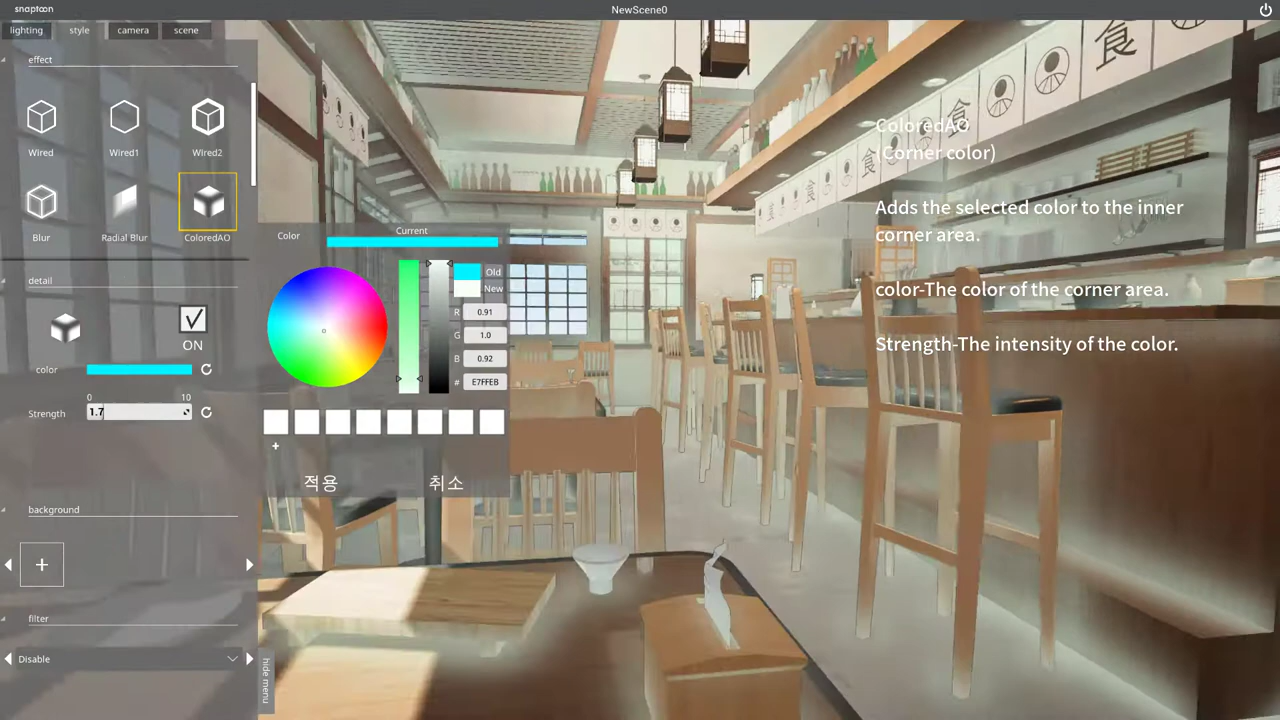 snaptoon
NewScene0
lighting
style
camera
scene
effect
Wired
Wired1
Wired2
Blur
Radial Blur
ColoredAO
detail
ON
color
0
10
Strength
1.7
background
+
filter
Disable
hide menu
Color
Current
Old
New
R
0.91
G
1.0
B
0.92
#
E7FFEB
+
적용
취소
ColoredAO
(Corner color)
Adds the selected color to the inner
corner area.
color-The color of the corner area.
Strength-The intensity of the color.
食
食
食
食